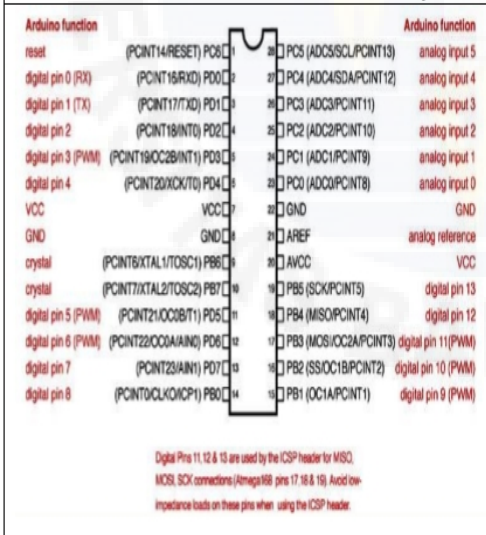 Arduino function Arduino function
reset (PCINT14/RESET) PC6 1 28 PC5 (ADC5/SCL/PCINT13) analog input 5
digital pin 0 (RX) (PCINT16/RXD) PD0 2 27 PC4 (ADC4/SDA/PCINT12) analog input 4
digital pin 1 (TX) (PCINT17/TXD) PD1 3 26 PC3 (ADC3/PCINT11) analog input 3
digital pin 2 (PCINT18/INT0) PD2 4 25 PC2 (ADC2/PCINT10) analog input 2
digital pin 3 (PWM) (PCINT19/OC2B/INT1) PD3 5 24 PC1 (ADC1/PCINT9) analog input 1
digital pin 4 (PCINT20/XCK/T0) PD4 6 23 PC0 (ADC0/PCINT8) analog input 0
VCC VCC 7 22 GND GND
GND GND 8 21 AREF analog reference
crystal (PCINT6/XTAL1/TOSC1) PB6 9 20 AVCC VCC
crystal (PCINT7/XTAL2/TOSC2) PB7 10 19 PB5 (SCK/PCINT5) digital pin 13
digital pin 5 (PWM) (PCINT21/OC0B/T1) PD5 11 18 PB4 (MISO/PCINT4) digital pin 12
digital pin 6 (PWM) (PCINT22/OC0A/AIN0) PD6 12 17 PB3 (MOSI/OC2A/PCINT3) digital pin 11(PWM)
digital pin 7 (PCINT23/AIN1) PD7 13 16 PB2 (SS/OC1B/PCINT2) digital pin 10 (PWM)
digital pin 8 (PCINT0/CLKO/ICP1) PB0 14 15 PB1 (OC1A/PCINT1) digital pin 9 (PWM)
Digital Pins 11,12 & 13 are used by the ICSP header for MISO,
MOSI, SCK connections (Atmega168 pins 17,18 & 19). Avoid low-
impedance loads on these pins when using the ICSP header.